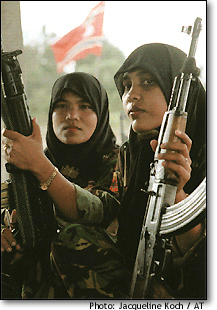 Photo: Jacqueline Koch / AT